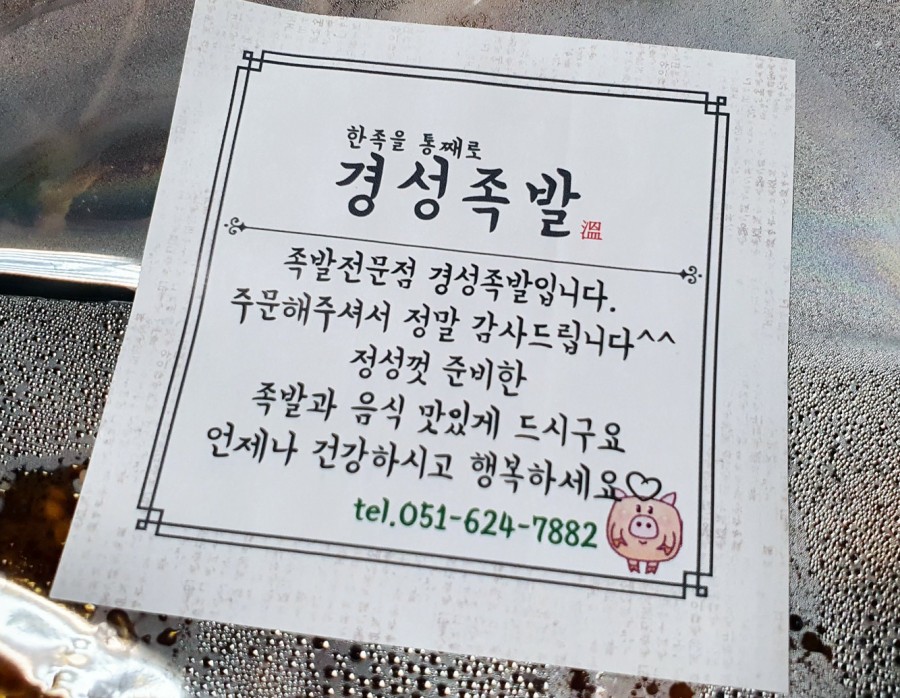 한족을 통째로
경성족발 溫
족발전문점 경성족발입니다.
주문해주셔서 정말 감사드립니다^^
정성껏 준비한
족발과 음식 맛있게 드시구요
언제나 건강하시고 행복하세요♡
tel.051-624-7882